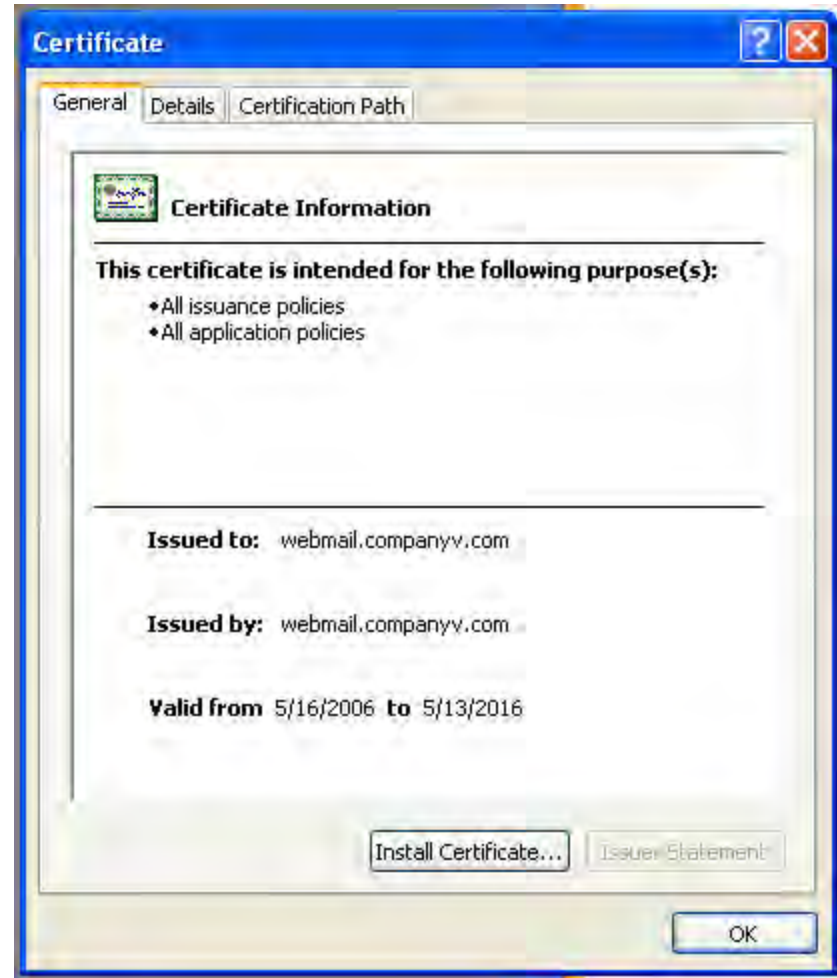 Certificate
?
General Details Certification Path
Certificate Information
This certificate is intended for the following purpose(s):
•All issuance policies
•All application policies
Issued to: webmail.companyv.com
Issued by: webmail.companyv.com
Valid from 5/16/2006 to 5/13/2016
Install Certificate... Issuer Statement
OK